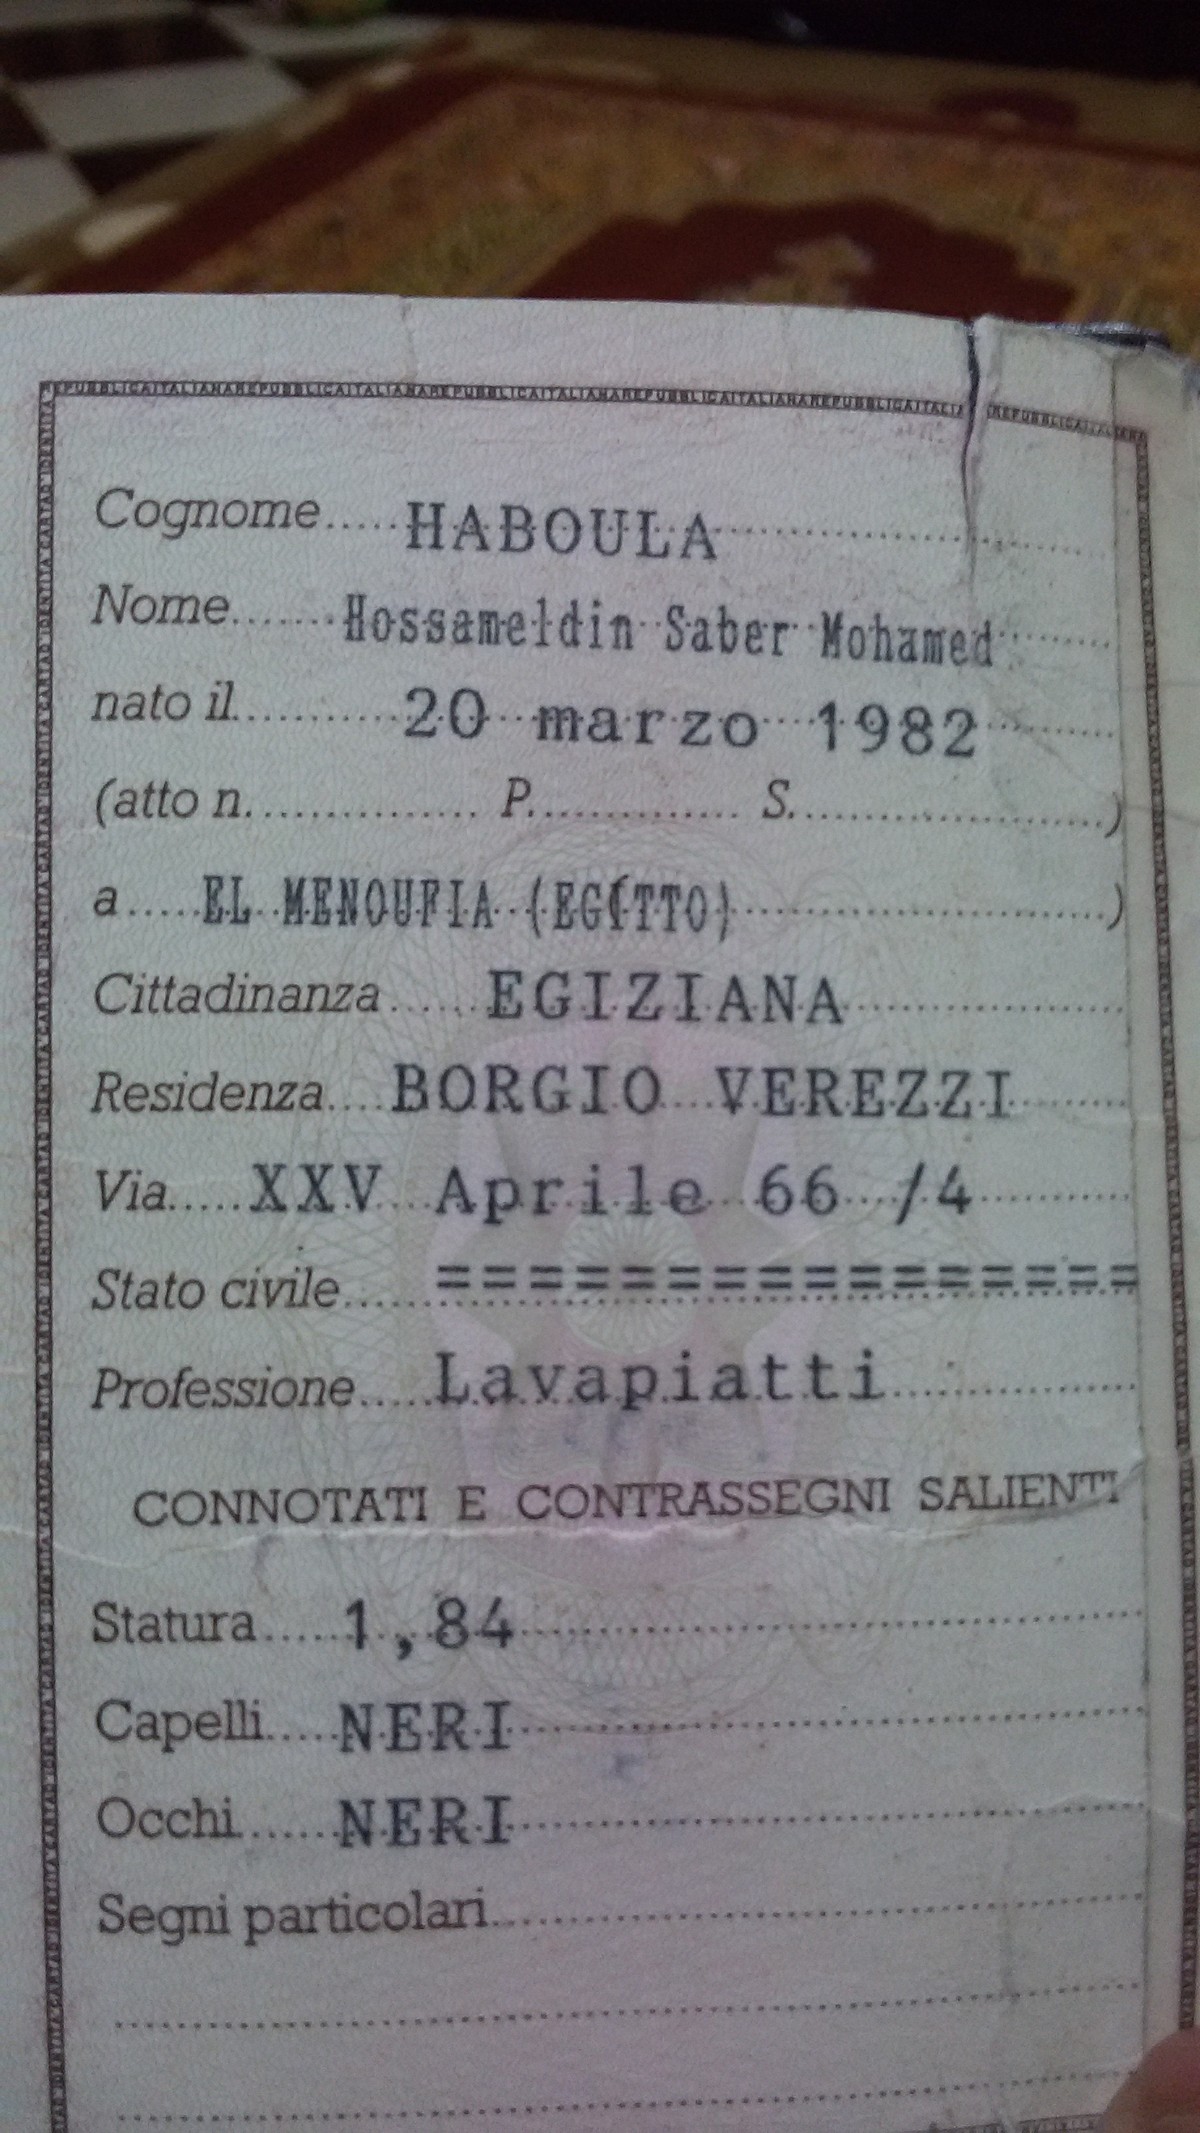 REPUBBLICAITALIANAREPUBBLICAITALIANAREPUBBLICAITALIANAREPUBBLICAITALIANAREPUBBLICAITALIANA
Cognome HABOULA
Nome Hossameldin Saber Mohamed
nato il 20 marzo 1982
(atto n. P. S. )
a EL MENOUFIA (EGITTO) )
Cittadinanza EGIZIANA
Residenza BORGIO VEREZZI
Via XXV Aprile 66 /4
Stato civile ================
Professione Lavapiatti
CONNOTATI E CONTRASSEGNI SALIENTI
Statura 1,84
Capelli NERI
Occhi NERI
Segni particolari